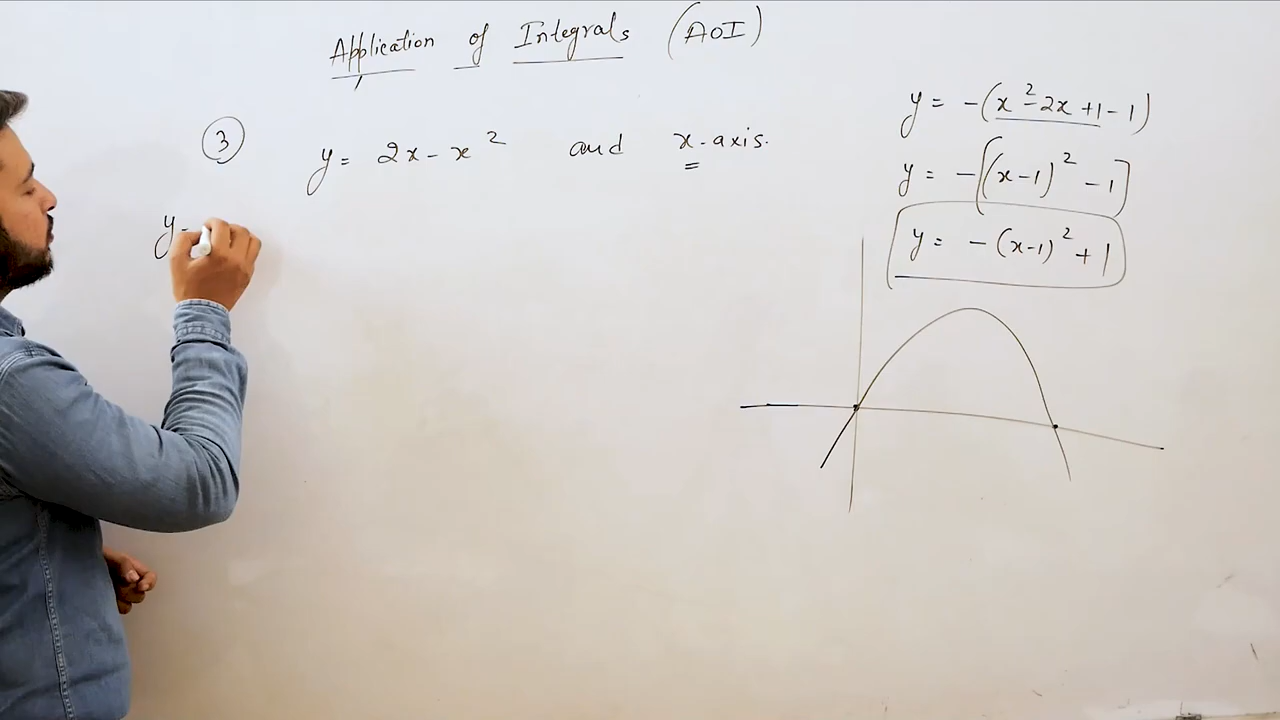 Application of Integrals (AOI)
3 y = 2x - x² and x-axis.
y =
y = -(x² - 2x + 1 - 1)
y = -[(x-1)² - 1]
y = -(x-1)² + 1